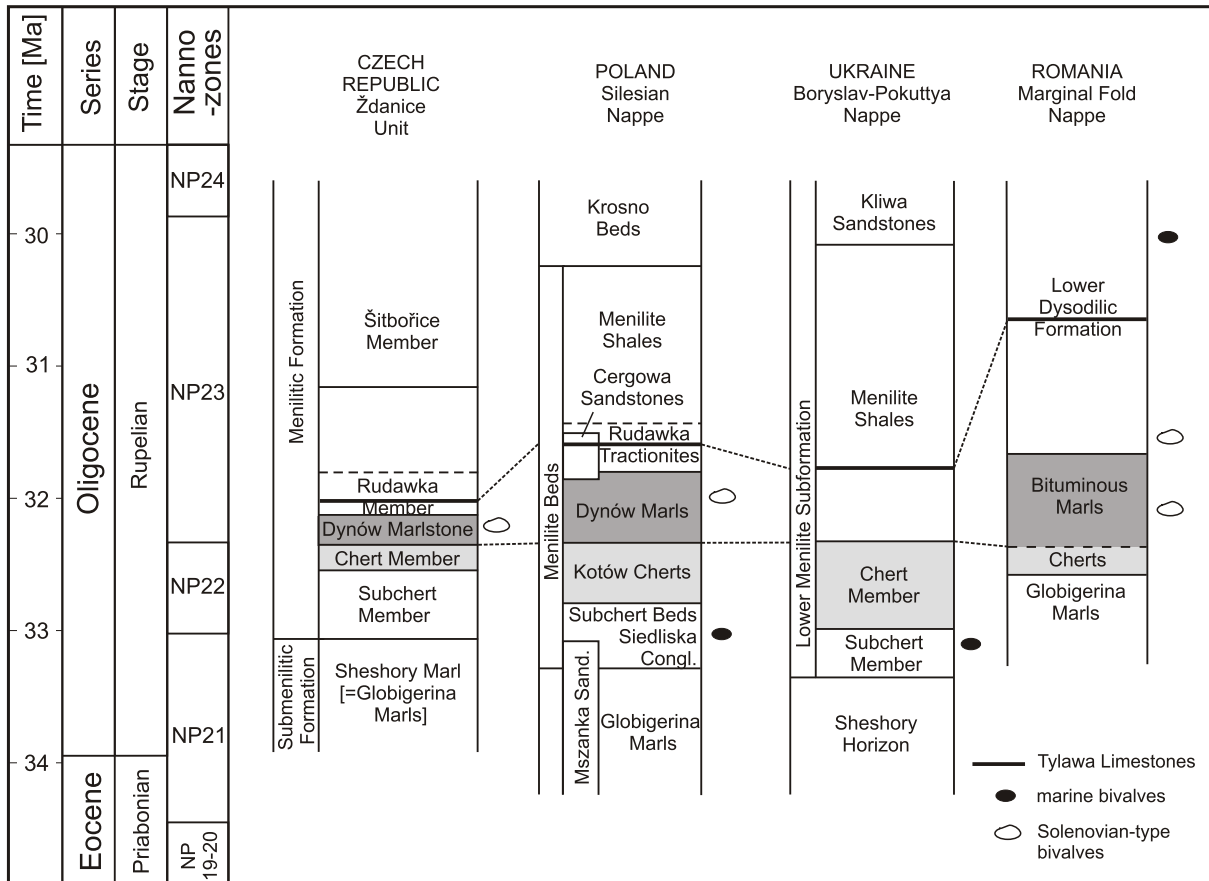 Time [Ma]
Series
Stage
Nanno
-zones
CZECH
REPUBLIC
Ždanice
Unit
POLAND
Silesian
Nappe
UKRAINE
Boryslav-Pokuttya
Nappe
ROMANIA
Marginal Fold
Nappe
30
31
32
33
34
Oligocene
Eocene
Rupelian
Priabonian
NP24
NP23
NP22
NP21
NP
19-20
Menilitic Formation
Submenilitic
Formation
Šitbořice
Member
Rudawka
Member
Dynów Marlstone
Chert Member
Subchert
Member
Sheshory Marl
[=Globigerina
Marls]
Menilite Beds
Krosno
Beds
Menilite
Shales
Cergowa
Sandstones
Rudawka
Tractionites
Dynów Marls
Kotów Cherts
Subchert Beds
Siedliska
Congl.
Mszanka Sand.
Globigerina
Marls
Lower Menilite Subformation
Kliwa
Sandstones
Menilite
Shales
Chert
Member
Subchert
Member
Sheshory
Horizon
Lower
Dysodilic
Formation
Bituminous
Marls
Cherts
Globigerina
Marls
Tylawa Limestones
marine bivalves
Solenovian-type
bivalves